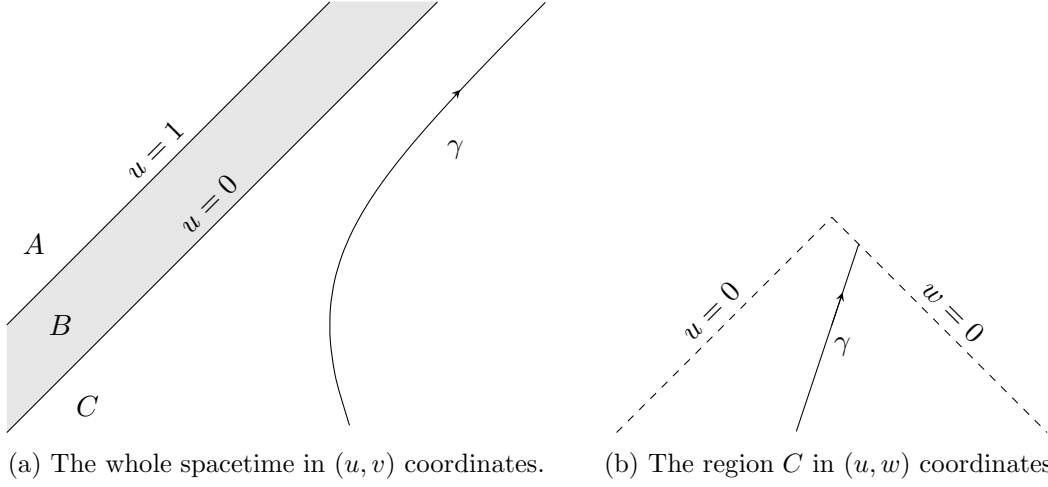 u = 1
u = 0
A
B
C
γ
u = 0
w = 0
γ
(a) The whole spacetime in (u, v) coordinates.
(b) The region C in (u, w) coordinates